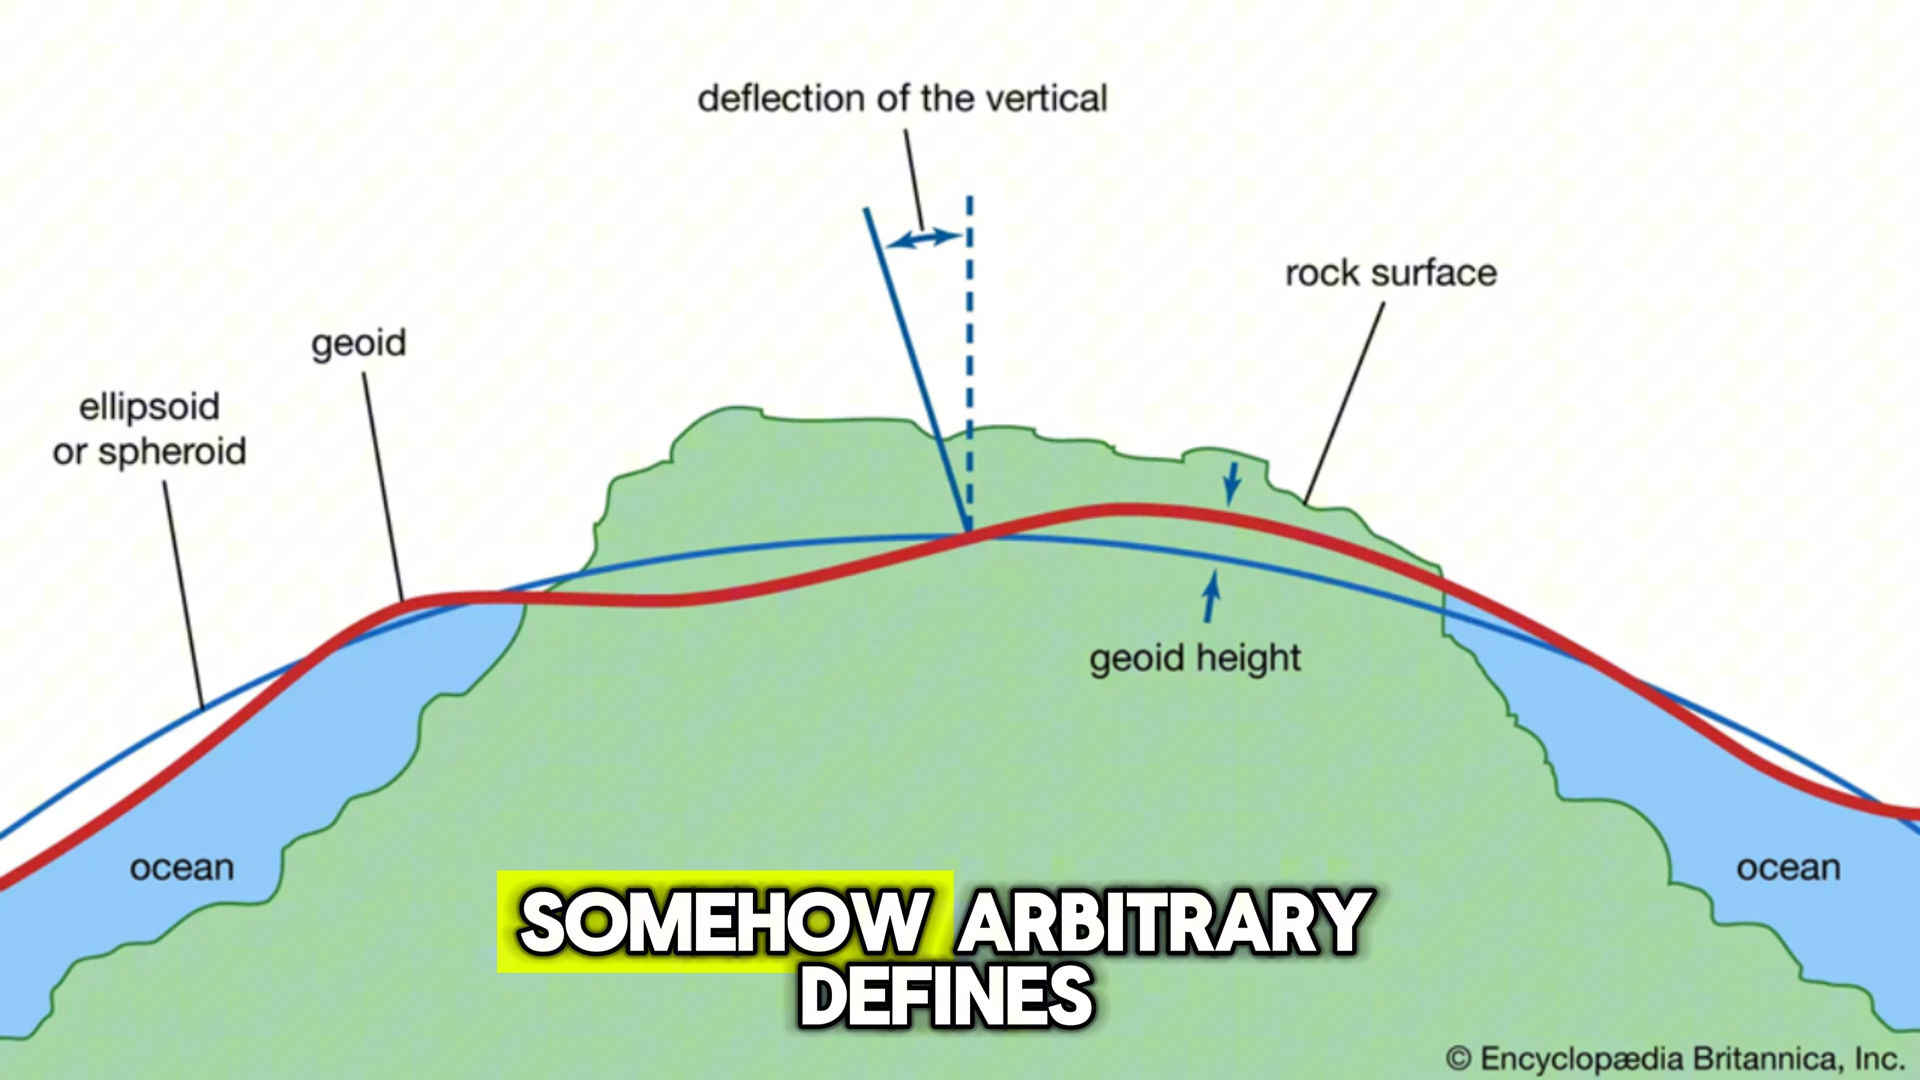 deflection of the vertical
rock surface
geoid
ellipsoid
or spheroid
geoid height
ocean
ocean
SOMEHOW ARBITRARY
DEFINES
© Encyclopædia Britannica, Inc.